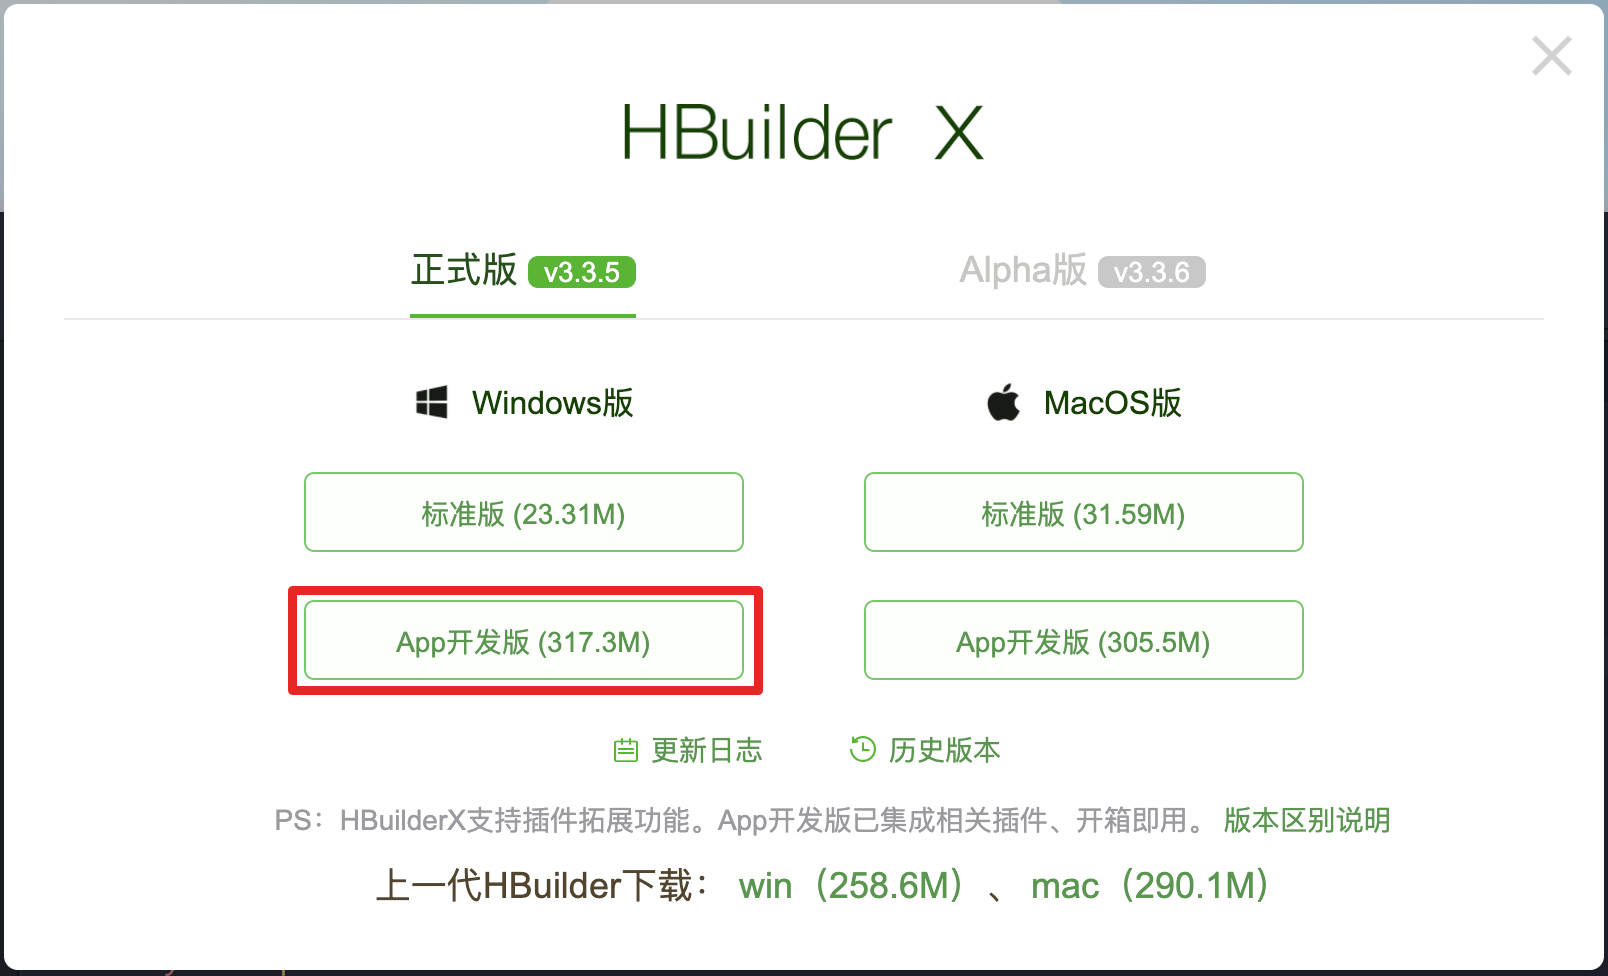 HBuilder X
正式版 v3.3.5
Alpha版 v3.3.6
Windows版
MacOS版
标准版 (23.31M)
标准版 (31.59M)
App开发版 (317.3M)
App开发版 (305.5M)
更新日志
历史版本
PS：HBuilderX支持插件拓展功能。App开发版已集成相关插件、开箱即用。 版本区别说明
上一代HBuilder下载： win（258.6M） 、 mac（290.1M）